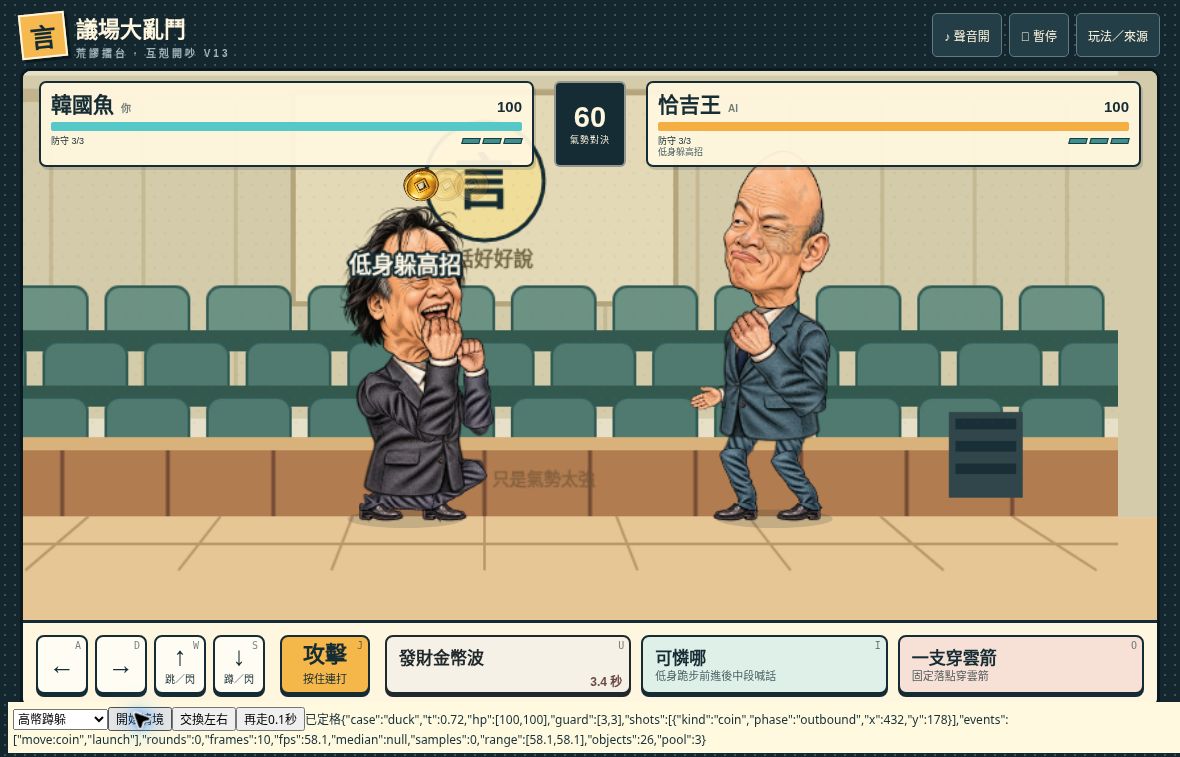 言
議場大亂鬥
荒謬擂台 · 互剋開吵 V13
♪ 聲音開
暫停
玩法／來源
韓國魚 你
100
防守 3/3
60
氣勢對決
恰吉王 AI
100
防守 3/3
低身躲高招
言
話好好說
低身躲高招
只是氣勢太強
A
←
D
→
W
↑
跳／閃
S
↓
蹲／閃
J
攻擊
按住連打
U
發財金幣波
3.4 秒
I
可憐哪
低身跪步前進後中段喊話
O
一支穿雲箭
固定落點穿雲箭
高幣蹲躲
交換左右
再走0.1秒
已定格{"case":"duck","t":0.72,"hp":[100,100],"guard":[3,3],"shots":[{"kind":"coin","phase":"outbound","x":432,"y":178}],"events":
["move:coin","launch"],"rounds":0,"frames":10,"fps":58.1,"median":null,"samples":0,"range":[58.1,58.1],"objects":26,"pool":3}